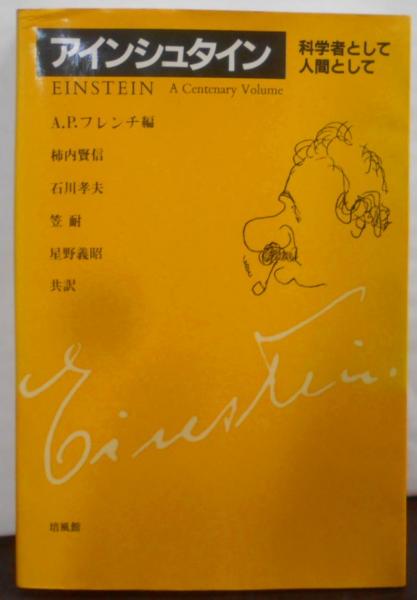 アインシュタイン
科学者として
人間として
EINSTEIN A Centenary Volume
A.P.フレンチ編
柿内賢信
石川孝夫
笠 耐
星野義昭
共訳
Einstein.
培風館